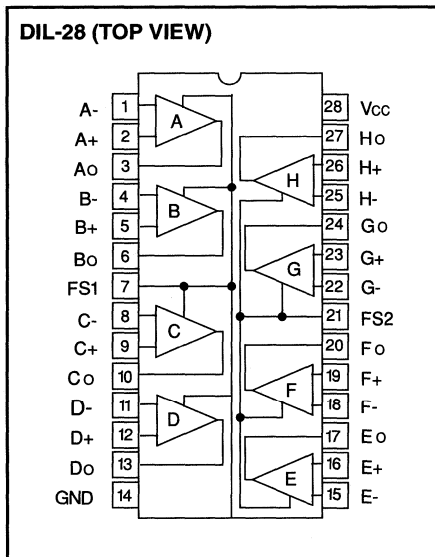 DIL-28 (TOP VIEW)
A- 1 A 28 Vcc
A+ 2 27 Ho
Ao 3 26 H+
B- 4 H 25 H-
B+ 5 B 24 Go
Bo 6 23 G+
FS1 7 G 22 G-
C- 8 21 FS2
C+ 9 C 20 Fo
Co 10 19 F+
D- 11 F 18 F-
D+ 12 D 17 Eo
Do 13 16 E+
GND 14 E 15 E-